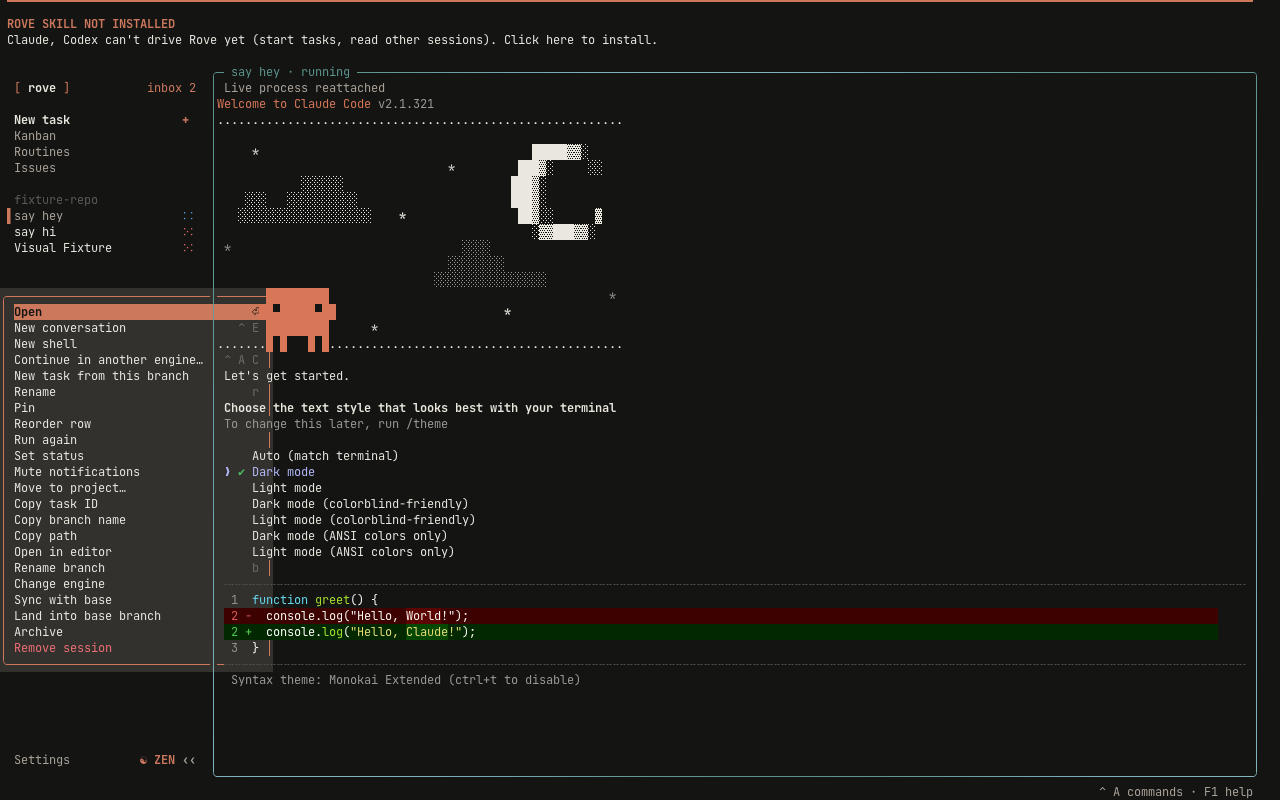 ROVE SKILL NOT INSTALLED
Claude, Codex can't drive Rove yet (start tasks, read other sessions). Click here to install.
[ rove ] inbox 2
New task +
Kanban
Routines
Issues
fixture-repo
say hey
say hi
Visual Fixture
Open
New conversation ^ E
New shell
Continue in another engine… ^ A C
New task from this branch
Rename r
Pin
Reorder row
Run again
Set status
Mute notifications
Move to project…
Copy task ID
Copy branch name
Copy path
Open in editor
Rename branch b
Change engine
Sync with base
Land into base branch
Archive
Remove session
Settings ☯ ZEN ‹‹
say hey · running
Live process reattached
Welcome to Claude Code v2.1.321
Let's get started.
Choose the text style that looks best with your terminal
To change this later, run /theme
Auto (match terminal)
❯ ✔ Dark mode
Light mode
Dark mode (colorblind-friendly)
Light mode (colorblind-friendly)
Dark mode (ANSI colors only)
Light mode (ANSI colors only)
1 function greet() {
2 - console.log("Hello, World!");
2 + console.log("Hello, Claude!");
3 }
Syntax theme: Monokai Extended (ctrl+t to disable)
^ A commands · F1 help